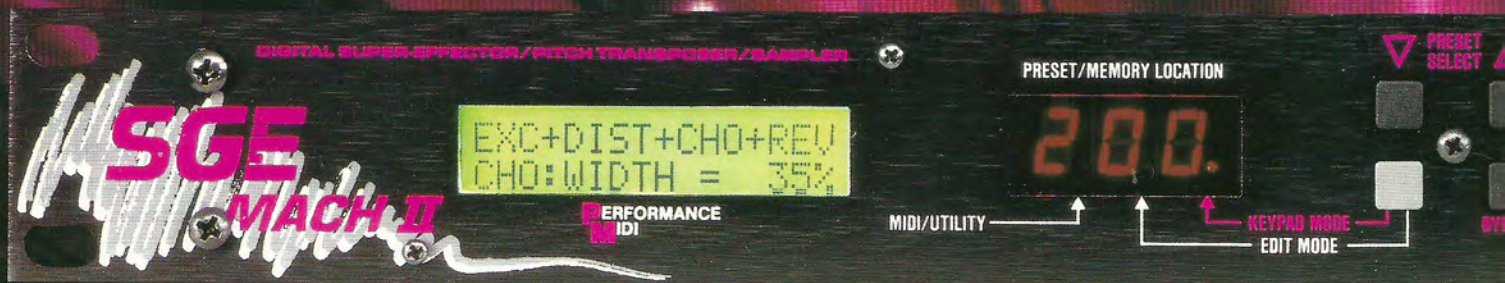 DIGITAL SUPER-EFFECTOR/PITCH TRANSPOSER/SAMPLER
SGE
MACH II
EXC+DIST+CHO+REV
CHO:WIDTH = 35%
PERFORMANCE
MIDI
PRESET/MEMORY LOCATION
200.
MIDI/UTILITY
KEYPAD MODE
EDIT MODE
PRESET
SELECT